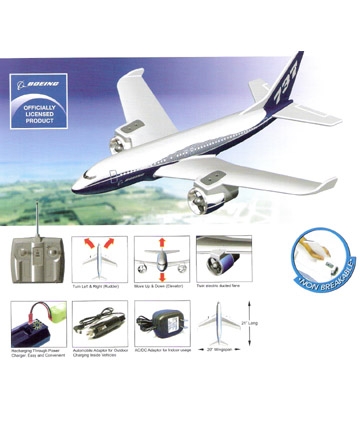 BOEING
OFFICIALLY
LICENSED
PRODUCT
737
Turn Left & Right (Rudder)
Move Up & Down (Elevator)
Twin electric ducted fans
*NON BREAKABLE*
Recharging Through Power
Charger. Easy and Convenient
Automobile Adaptor for Outdoor
Charging inside Vehicles
AC/DC Adaptor for Indoor usage
20" Wingspan
21" Long